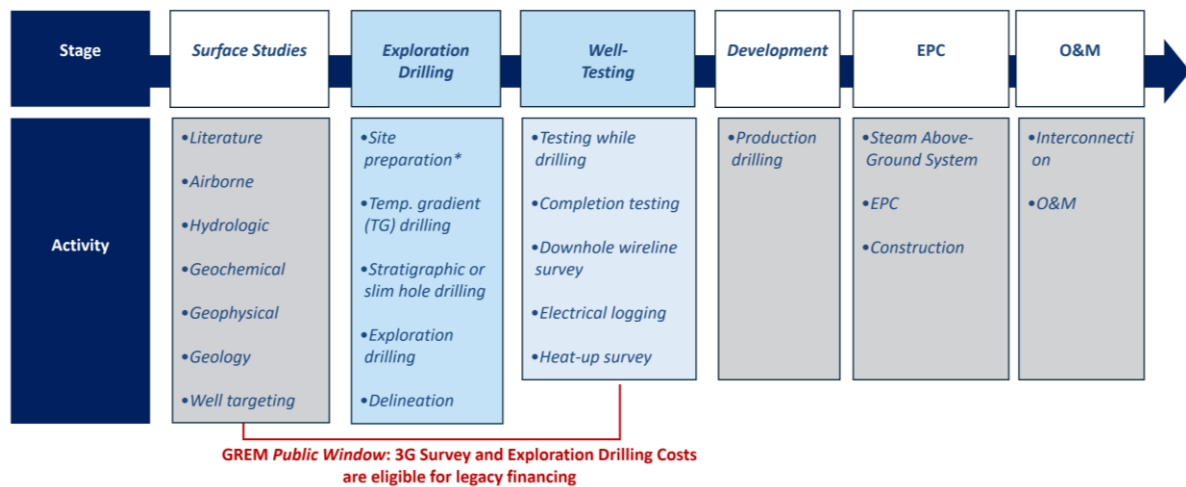 Stage
Surface Studies
Exploration
Drilling
Well-
Testing
Development
EPC
O&M
Activity
•Literature
•Airborne
•Hydrologic
•Geochemical
•Geophysical
•Geology
•Well targeting
•Site
preparation*
•Temp. gradient
(TG) drilling
•Stratigraphic or
slim hole drilling
•Exploration
drilling
•Delineation
•Testing while
drilling
•Completion testing
•Downhole wireline
survey
•Electrical logging
•Heat-up survey
•Production
drilling
•Steam Above-
Ground System
•EPC
•Construction
•Interconnecti
on
•O&M
GREM Public Window: 3G Survey and Exploration Drilling Costs
are eligible for legacy financing